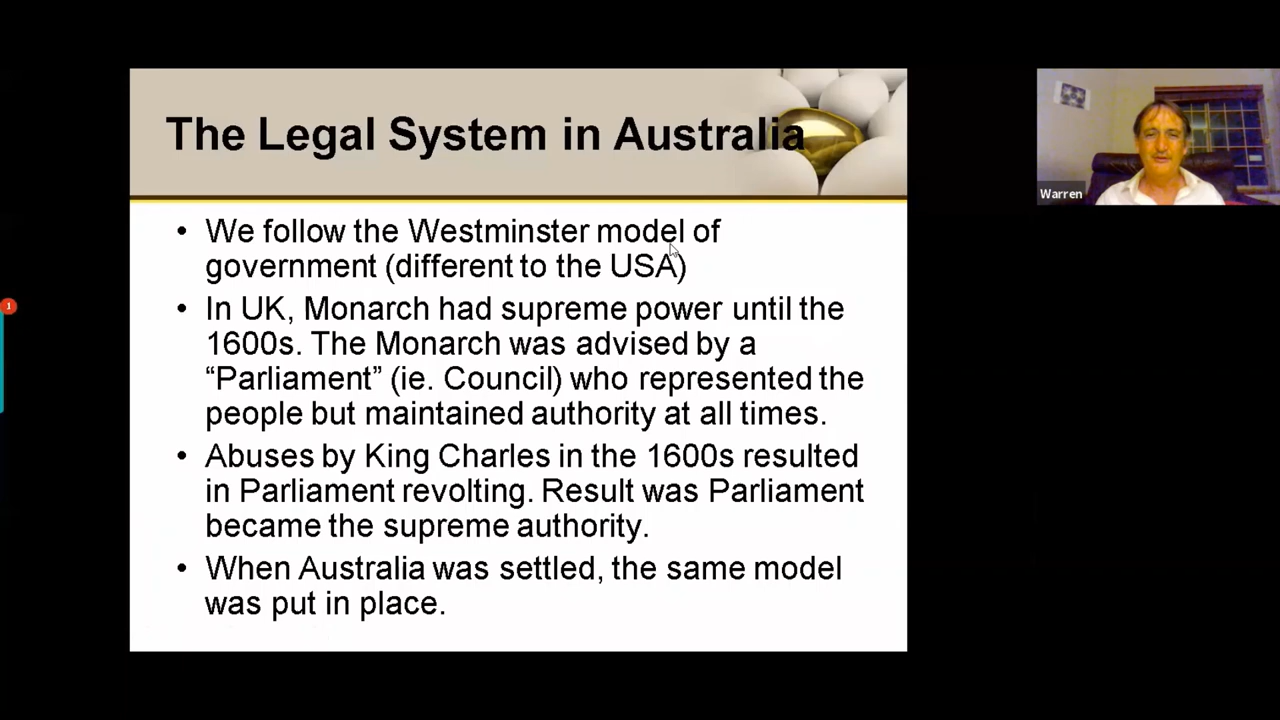 The Legal System in Australia
• We follow the Westminster model of
government (different to the USA)
• In UK, Monarch had supreme power until the
1600s. The Monarch was advised by a
“Parliament” (ie. Council) who represented the
people but maintained authority at all times.
• Abuses by King Charles in the 1600s resulted
in Parliament revolting. Result was Parliament
became the supreme authority.
• When Australia was settled, the same model
was put in place.
Warren
1